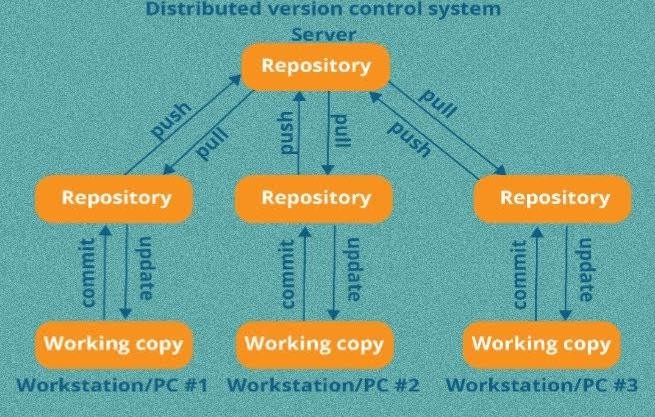 Distributed version control system
Server
Repository
push
pull
push
pull
push
pull
Repository
Repository
Repository
commit
update
commit
update
commit
update
Working copy
Working copy
Working copy
Workstation/PC #1
Workstation/PC #2
Workstation/PC #3